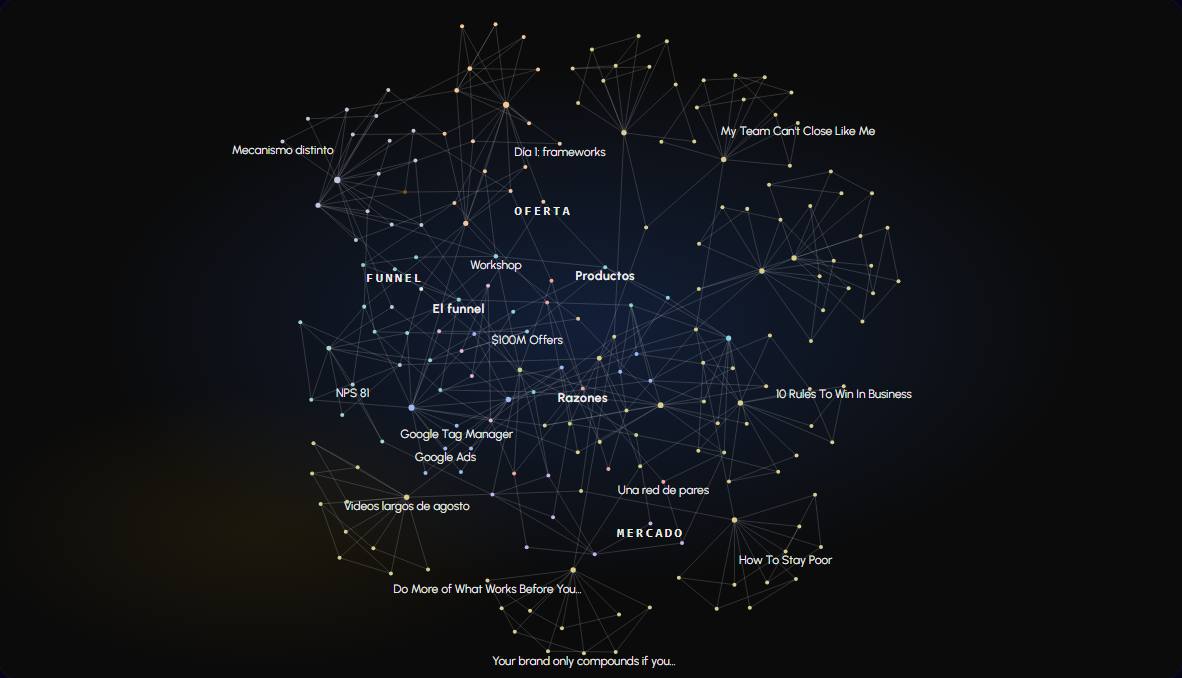 My Team Can't Close Like Me
Mecanismo distinto
Día 1: frameworks
OFERTA
Workshop
Productos
FUNNEL
El funnel
$100M Offers
NPS 81
Razones
10 Rules To Win In Business
Google Tag Manager
Google Ads
Una red de pares
Videos largos de agosto
MERCADO
How To Stay Poor
Do More of What Works Before You...
Your brand only compounds if you...